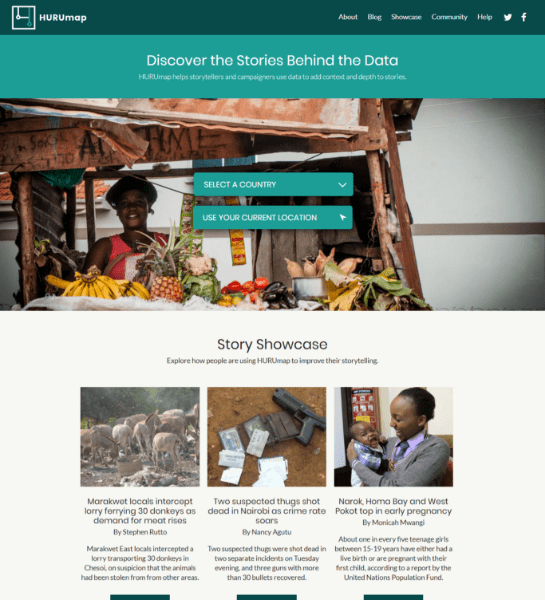 HURUmap
About Blog Showcase Community Help
Discover the Stories Behind the Data
HURUmap helps storytellers and campaigners use data to add context and depth to stories.
SELECT A COUNTRY
USE YOUR CURRENT LOCATION
Story Showcase
Explore how people are using HURUmap to improve their storytelling.
Marakwet locals intercept
lorry ferrying 30 donkeys as
demand for meat rises
By Stephen Rutto
Marakwet East locals intercepted a
lorry transporting 30 donkeys in
Chesoi, on suspicion that the animals
had been stolen from from other areas.
Two suspected thugs shot
dead in Nairobi as crime rate
soars
By Nancy Agutu
Two suspected thugs were shot dead in
two separate incidents on Tuesday
evening, and three guns with more
than 30 bullets recovered.
Narok, Homa Bay and West
Pokot top in early pregnancy
By Monicah Mwangi
About one in every five teenage girls
between 15-19 years have either had a
live birth or are pregnant with their
first child, according to a report by the
United Nations Population Fund.